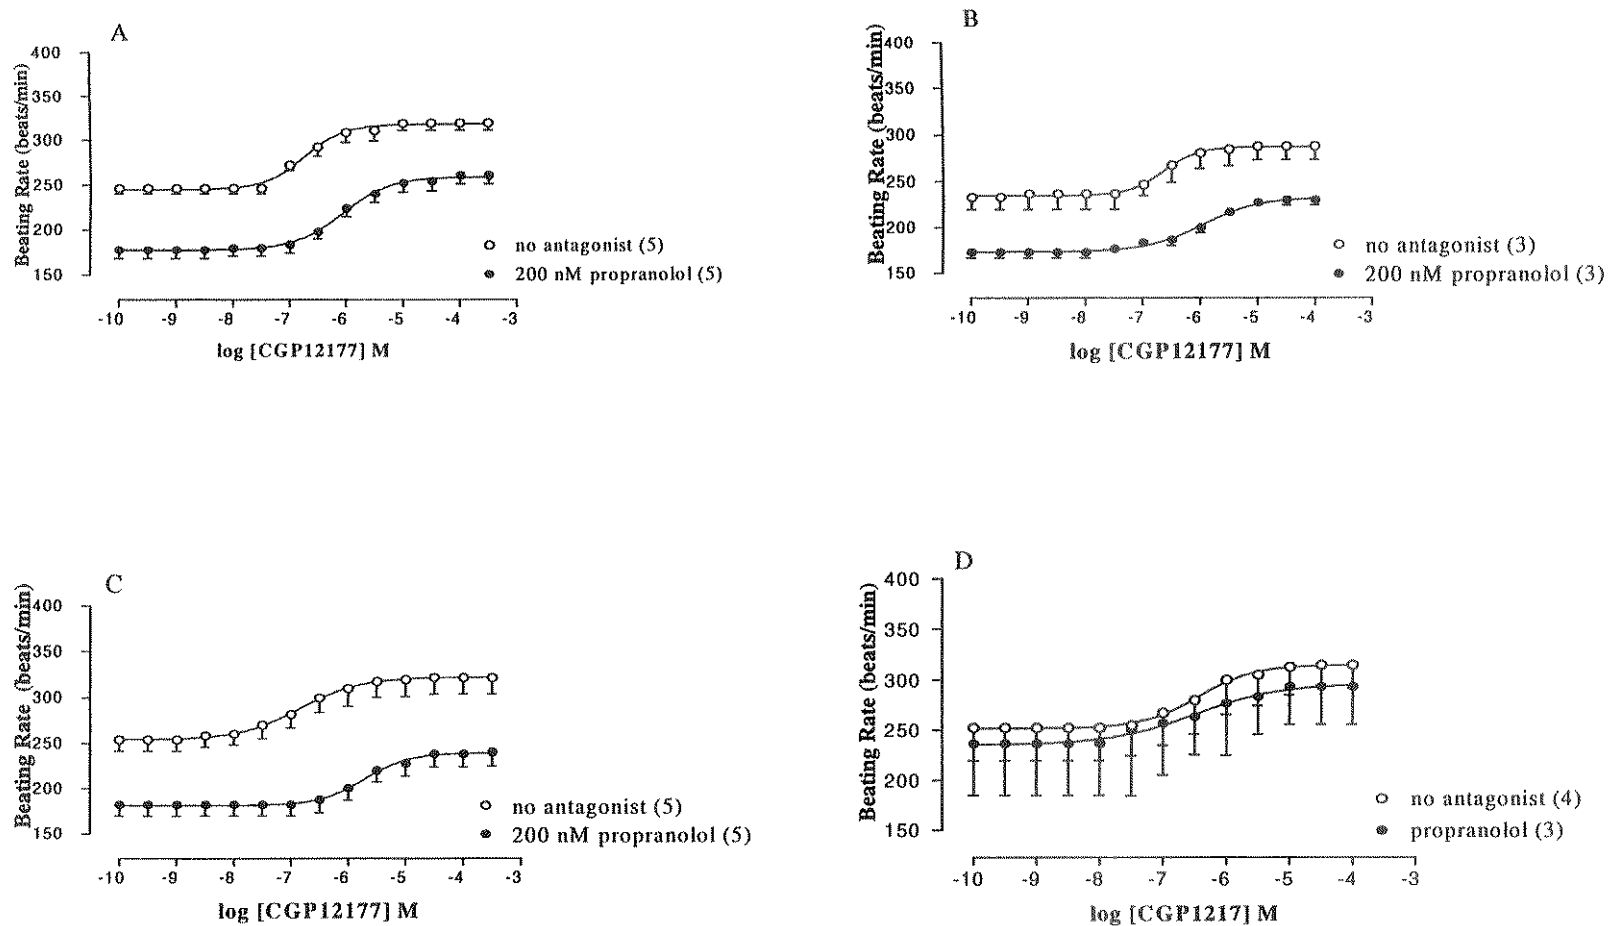 A
400
350
300
250
200
150
Beating Rate (beats/min)
no antagonist (5)
200 nM propranolol (5)
-10 -9 -8 -7 -6 -5 -4 -3
log [CGP12177] M
B
400
350
300
250
200
150
Beating Rate (beats/min)
no antagonist (3)
200 nM propranolol (3)
-10 -9 -8 -7 -6 -5 -4 -3
log [CGP12177] M
C
400
350
300
250
200
150
Beating Rate (beats/min)
no antagonist (5)
200 nM propranolol (5)
-10 -9 -8 -7 -6 -5 -4 -3
log [CGP12177] M
D
400
350
300
250
200
150
Beating Rate (beats/min)
no antagonist (4)
propranolol (3)
-10 -9 -8 -7 -6 -5 -4 -3
log [CGP1217] M